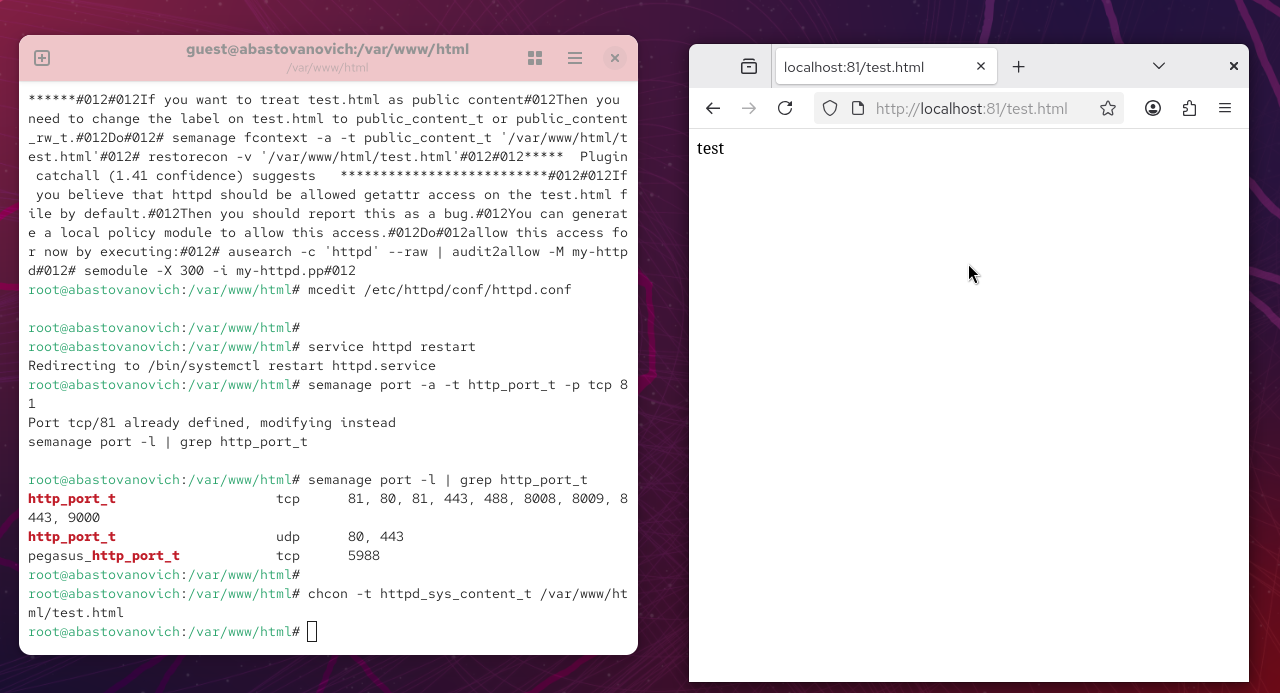 guest@abastovanovich:/var/www/html
/var/www/html
******#012#012If you want to treat test.html as public content#012Then you
need to change the label on test.html to public_content_t or public_content
_rw_t.#012Do#012# semanage fcontext -a -t public_content_t '/var/www/html/t
est.html'#012# restorecon -v '/var/www/html/test.html'#012#012*****  Plugin
 catchall (1.41 confidence) suggests   **************************#012#012If
 you believe that httpd should be allowed getattr access on the test.html f
ile by default.#012Then you should report this as a bug.#012You can generat
e a local policy module to allow this access.#012Do#012allow this access fo
r now by executing:#012# ausearch -c 'httpd' --raw | audit2allow -M my-http
d#012# semodule -X 300 -i my-httpd.pp#012
root@abastovanovich:/var/www/html# mcedit /etc/httpd/conf/httpd.conf
root@abastovanovich:/var/www/html#
root@abastovanovich:/var/www/html# service httpd restart
Redirecting to /bin/systemctl restart httpd.service
root@abastovanovich:/var/www/html# semanage port -a -t http_port_t -p tcp 8
1
Port tcp/81 already defined, modifying instead
semanage port -l | grep http_port_t
root@abastovanovich:/var/www/html# semanage port -l | grep http_port_t
http_port_t                    tcp      81, 80, 81, 443, 488, 8008, 8009, 8
443, 9000
http_port_t                    udp      80, 443
pegasus_http_port_t            tcp      5988
root@abastovanovich:/var/www/html#
root@abastovanovich:/var/www/html# chcon -t httpd_sys_content_t /var/www/ht
ml/test.html
root@abastovanovich:/var/www/html#
localhost:81/test.html
http://localhost:81/test.html
test